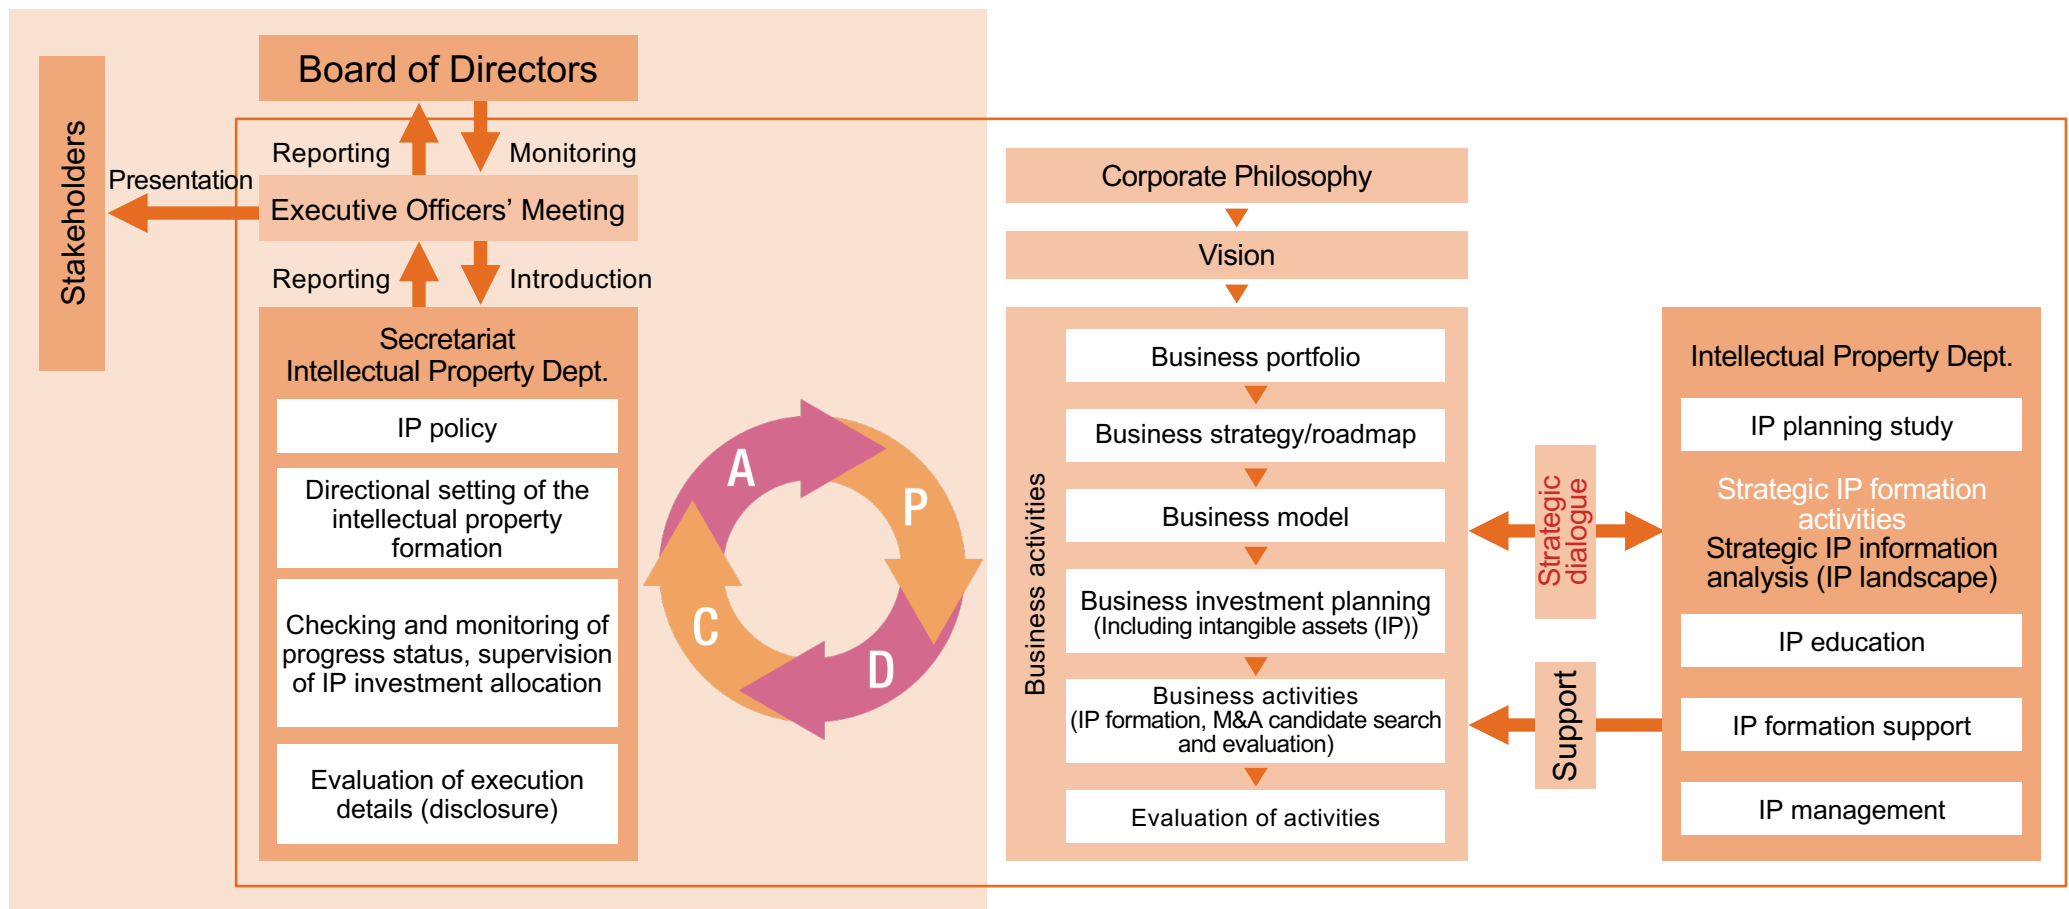 Stakeholders
Board of Directors
Reporting
Monitoring
Presentation
Executive Officers’ Meeting
Reporting
Introduction
Secretariat
Intellectual Property Dept.
IP policy
Directional setting of the
intellectual property
formation
Checking and monitoring of
progress status, supervision
of IP investment allocation
Evaluation of execution
details (disclosure)
A
P
C
D
Corporate Philosophy
Vision
Business activities
Business portfolio
Business strategy/roadmap
Business model
Business investment planning
(Including intangible assets (IP))
Business activities
(IP formation, M&A candidate search
and evaluation)
Evaluation of activities
Strategic
dialogue
Support
Intellectual Property Dept.
IP planning study
Strategic IP formation
activities
Strategic IP information
analysis (IP landscape)
IP education
IP formation support
IP management